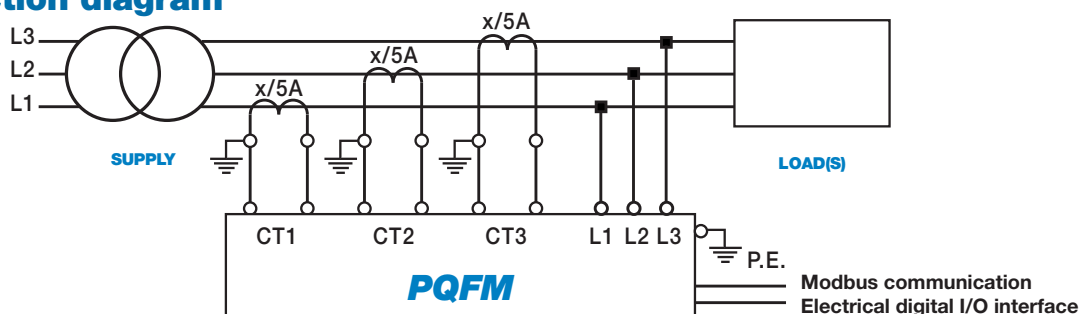 diagram
x/5A
L3
x/5A
L2
x/5A
L1
SUPPLY
LOAD(S)
CT1 CT2 CT3 L1 L2 L3
P.E.
PQFM
Modbus communication
Electrical digital I/O interface